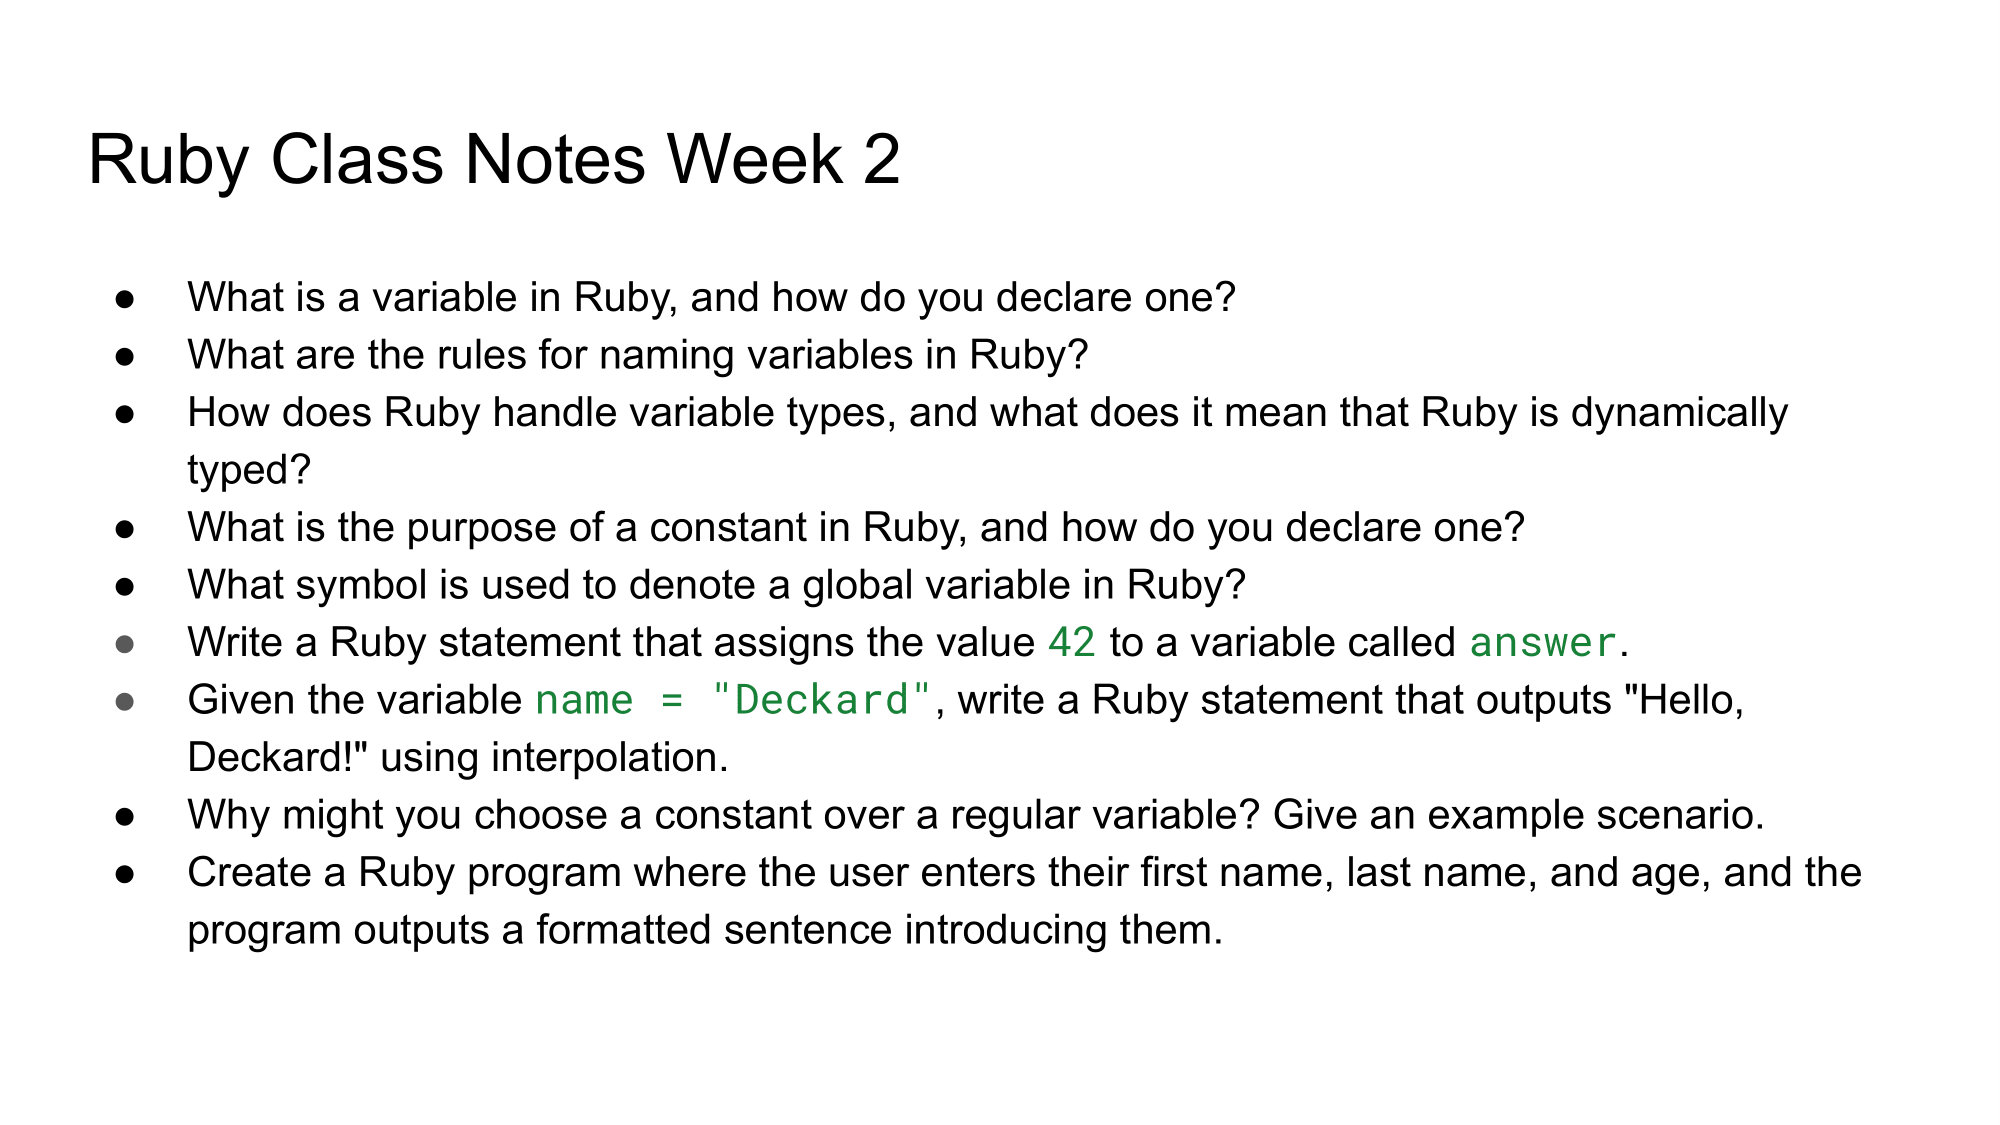 Ruby Class Notes Week 2
● What is a variable in Ruby, and how do you declare one?
● What are the rules for naming variables in Ruby?
● How does Ruby handle variable types, and what does it mean that Ruby is dynamically
typed?
● What is the purpose of a constant in Ruby, and how do you declare one?
● What symbol is used to denote a global variable in Ruby?
● Write a Ruby statement that assigns the value 42 to a variable called answer.
● Given the variable name = "Deckard", write a Ruby statement that outputs "Hello,
Deckard!" using interpolation.
● Why might you choose a constant over a regular variable? Give an example scenario.
● Create a Ruby program where the user enters their first name, last name, and age, and the
program outputs a formatted sentence introducing them.